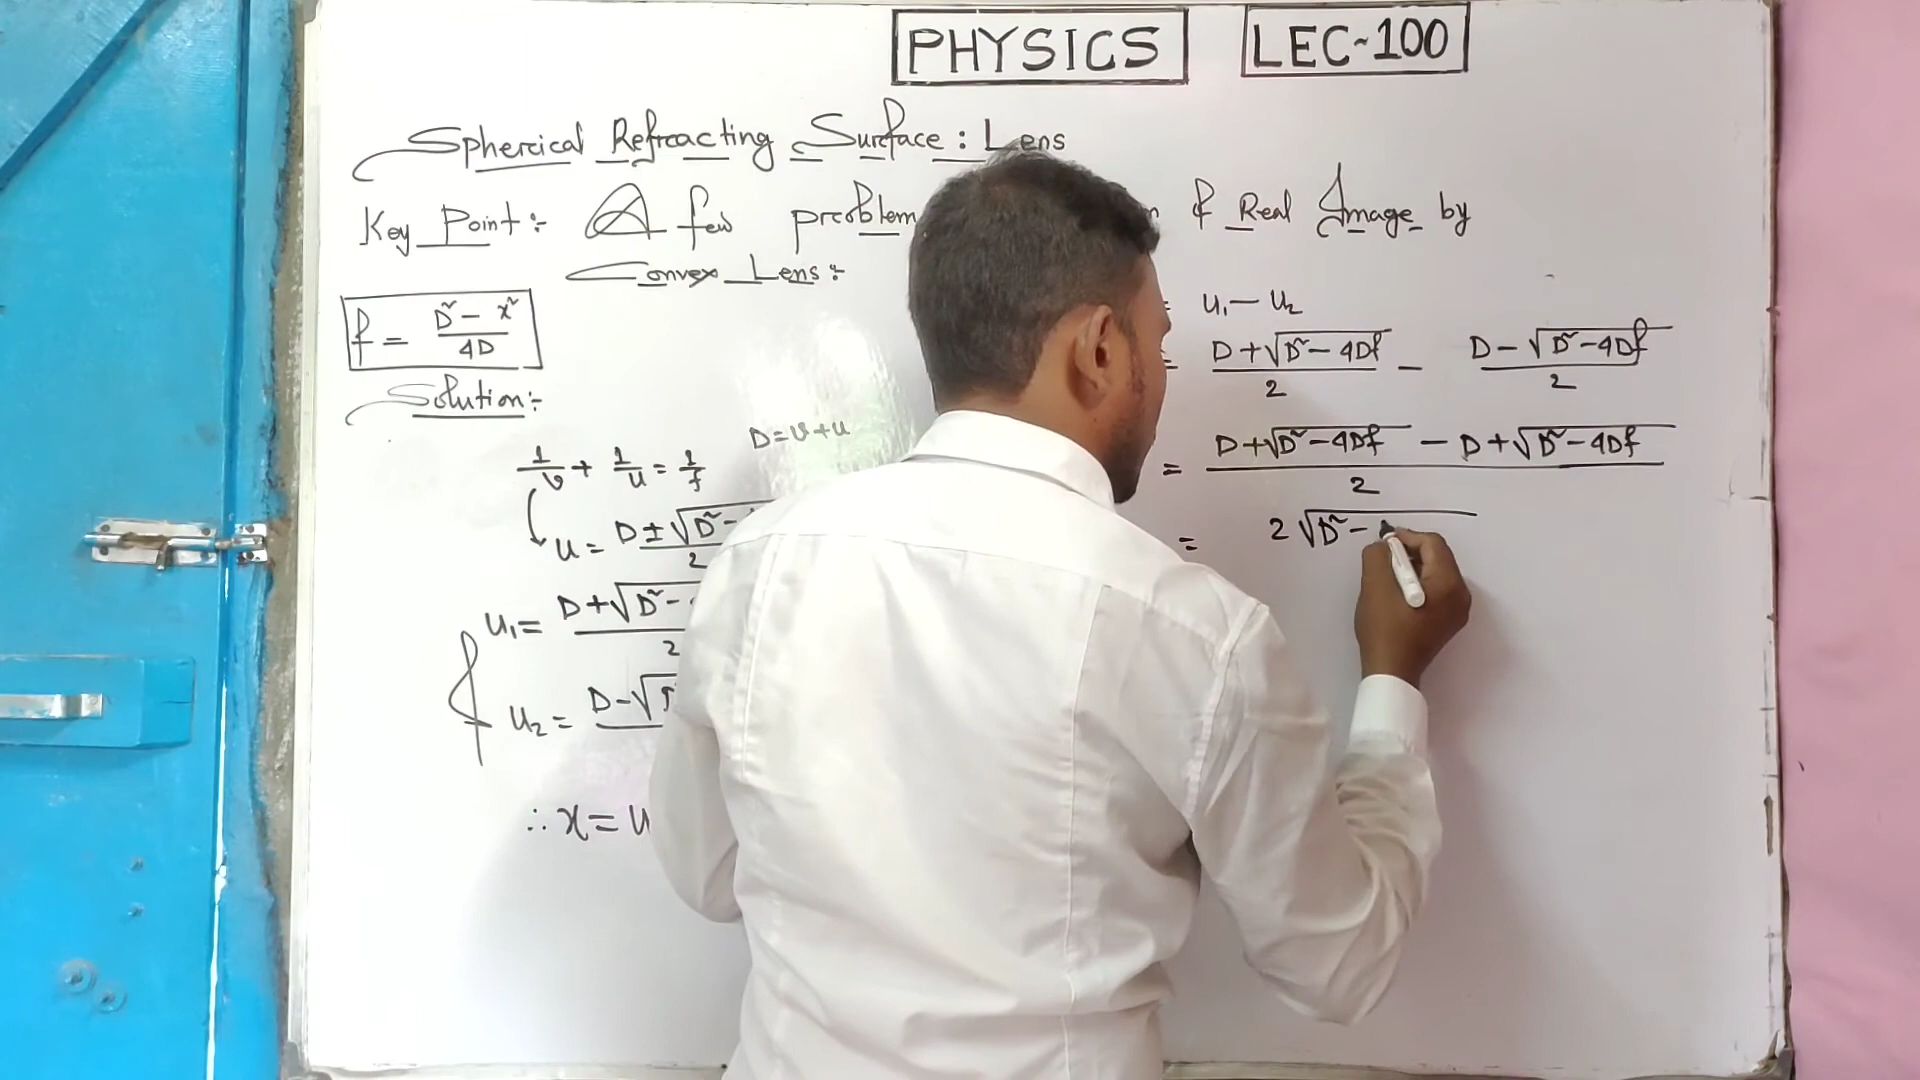 PHYSICS LEC-100
Sphercical Refracting Surface : Lens
Key Point :- A few problem & Real Image by
Convex Lens :-
f = D² - x² / 4D
Solution :-
D = v + u
1/v + 1/u = 1/f
u = D ± √D² - / 2
u₁ = D + √D² - / 2
u₂ = D - √
∴ x = u
= u₁ - u₂
= D + √D² - 4Df / 2 - D - √D² - 4Df / 2
= D + √D² - 4Df - D + √D² - 4Df / 2
= 2 √D² -